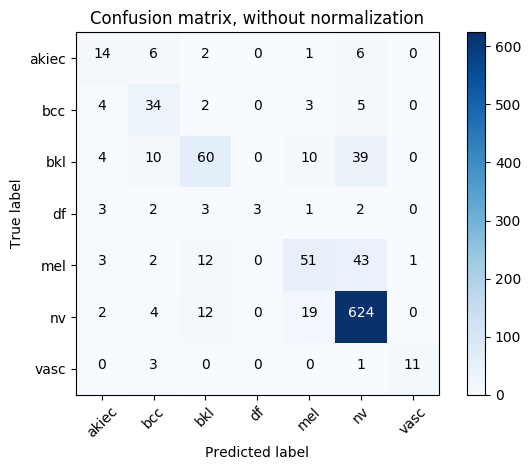 Confusion matrix, without normalization
akiec 14 6 2 0 1 6 0
bcc 4 34 2 0 3 5 0
bkl 4 10 60 0 10 39 0
df 3 2 3 3 1 2 0
mel 3 2 12 0 51 43 1
nv 2 4 12 0 19 624 0
vasc 0 3 0 0 0 1 11
akiec bcc bkl df mel nv vasc
Predicted label
True label
600
500
400
300
200
100
0